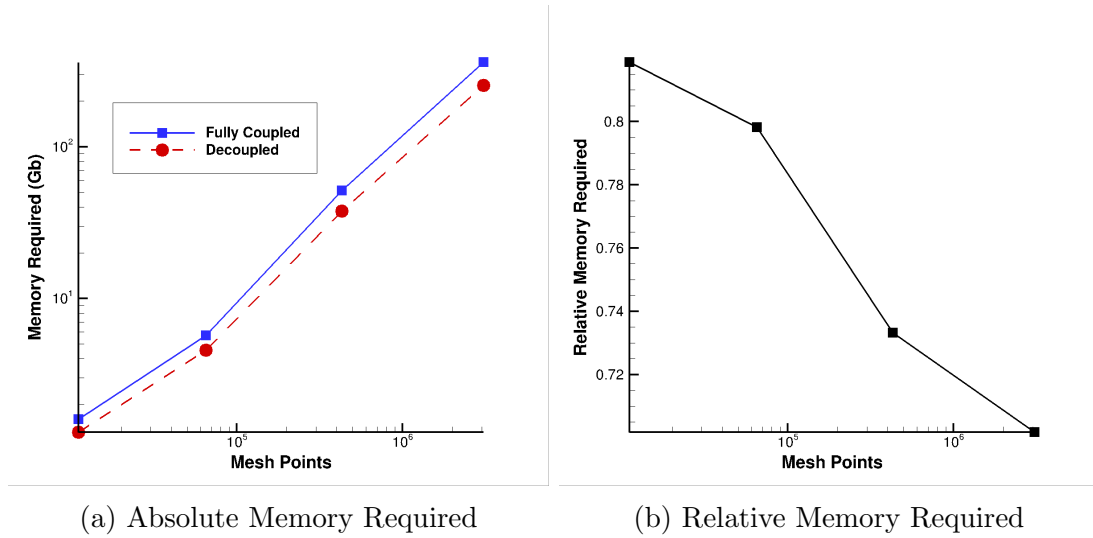 Memory Required (Gb)
10²
10¹
Fully Coupled
Decoupled
10⁵
10⁶
Mesh Points
(a) Absolute Memory Required
Relative Memory Required
0.8
0.78
0.76
0.74
0.72
10⁵
10⁶
Mesh Points
(b) Relative Memory Required